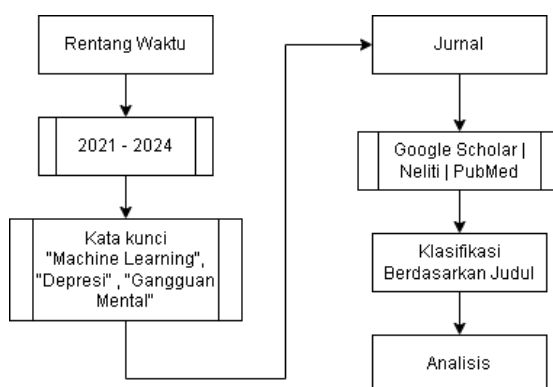 Rentang Waktu
2021 - 2024
Kata kunci
"Machine Learning",
"Depresi" , "Gangguan
Mental"
Jurnal
Google Scholar |
Neliti | PubMed
Klasifikasi
Berdasarkan Judul
Analisis